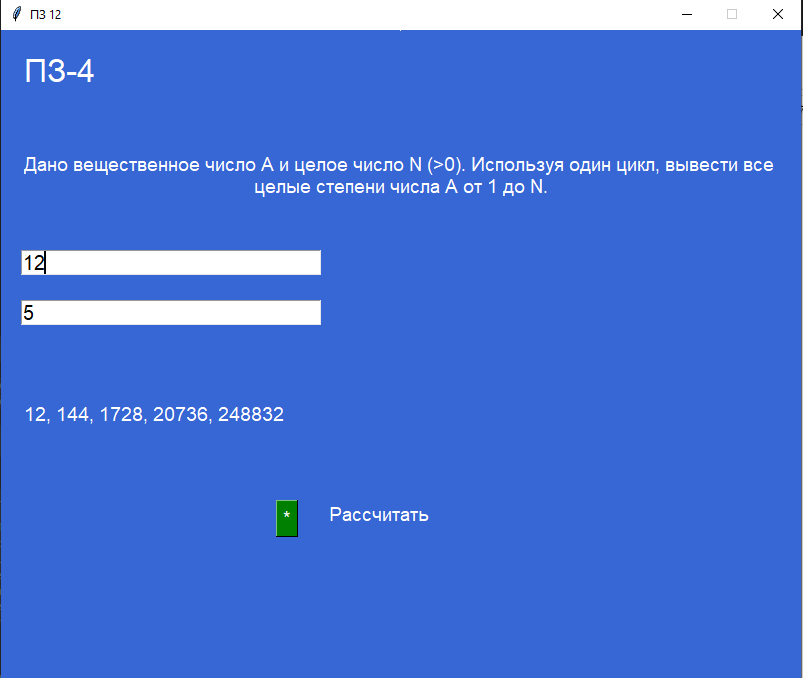 ПЗ 12
ПЗ-4
Дано вещественное число А и целое число N (>0). Используя один цикл, вывести все
целые степени числа А от 1 до N.
12
5
12, 144, 1728, 20736, 248832
* Рассчитать